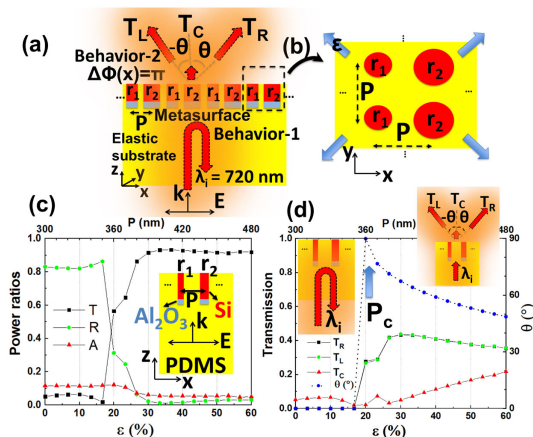 (a)
T_L T_C T_R
-θ θ
Behavior-2
ΔΦ(x)=π
... r₁ r₂ r₁ r₂ r₁ r₂ r₁ r₂ ...
P Metasurface
Elastic substrate
Behavior-1
λᵢ = 720 nm
k
E
z y x
(b)
ε
r₁ r₂
... P ...
r₁ r₂
P
y
x
(c)
P (nm)
300 360 420 480
Power ratios
1.0
0.8
0.6
0.4
0.2
0.0
T
R
A
r₁ r₂
... P ...
Al₂O₃ Si
k
E
z
x
PDMS
0 10 20 30 40 50 60
ε (%)
(d)
P (nm)
300 360 420 480
T_L T_C T_R
-θ θ
... ...
λᵢ
Transmission
1.0
0.8
0.6
0.4
0.2
0.0
... ...
λᵢ
P_c
T_R
T_L
T_C
θ (°)
90
60
30
0
θ (°)
0 10 20 30 40 50 60
ε (%)